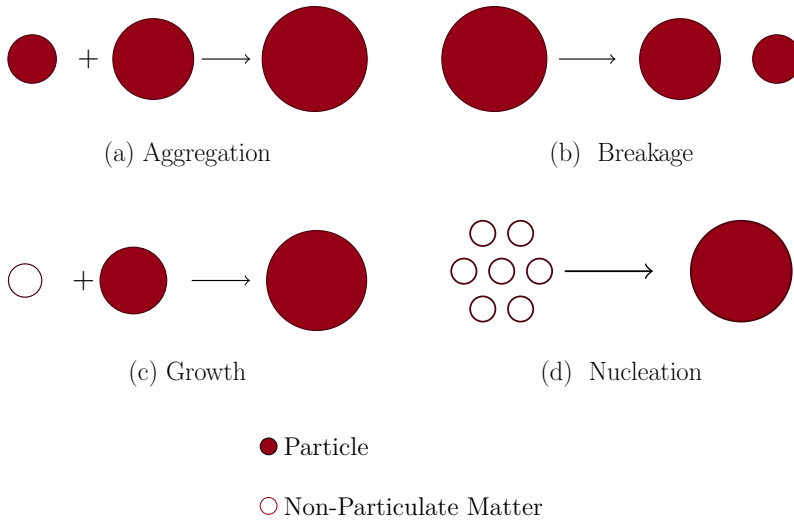 +
(a) Aggregation
(b) Breakage
+
(c) Growth
(d) Nucleation
Particle
Non-Particulate Matter